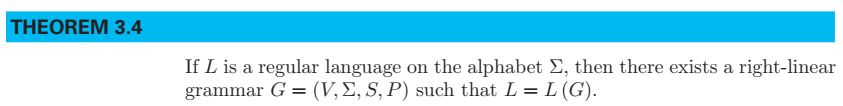 THEOREM 3.4
If L is a regular language on the alphabet Σ, then there exists a right-linear
grammar G = (V, Σ, S, P) such that L = L (G).